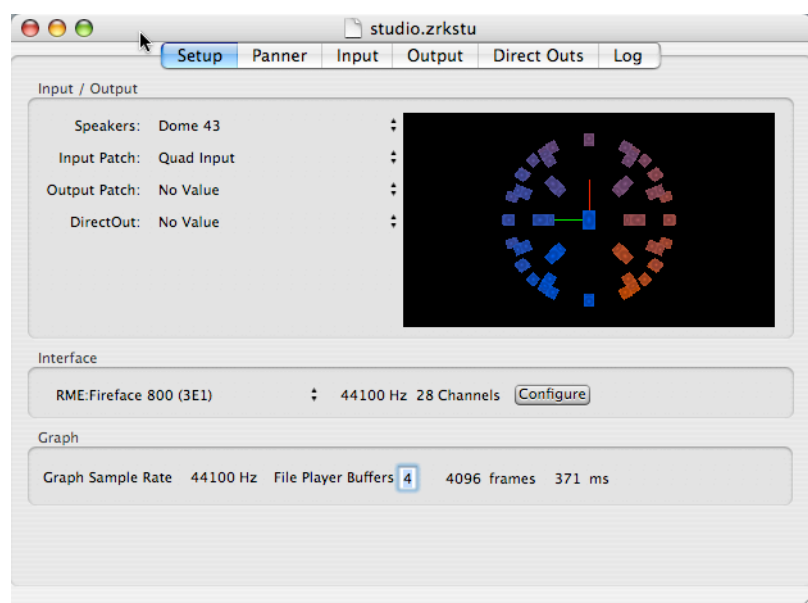 studio.zrkstu
Setup Panner Input Output Direct Outs Log
Input / Output
Speakers: Dome 43
Input Patch: Quad Input
Output Patch: No Value
DirectOut: No Value
Interface
RME:Fireface 800 (3E1) 44100 Hz 28 Channels Configure
Graph
Graph Sample Rate 44100 Hz File Player Buffers 4 4096 frames 371 ms